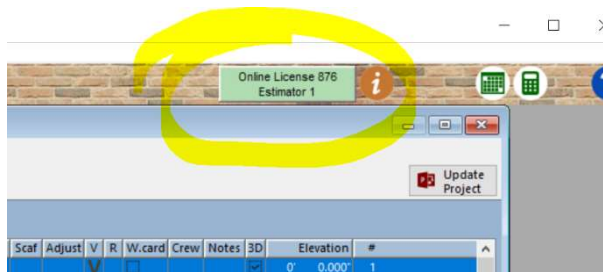 Online License 876
Estimator 1
i
Update
Project
Scaf Adjust V R W.card Crew Notes 3D Elevation #
V 0' 0.000" 1